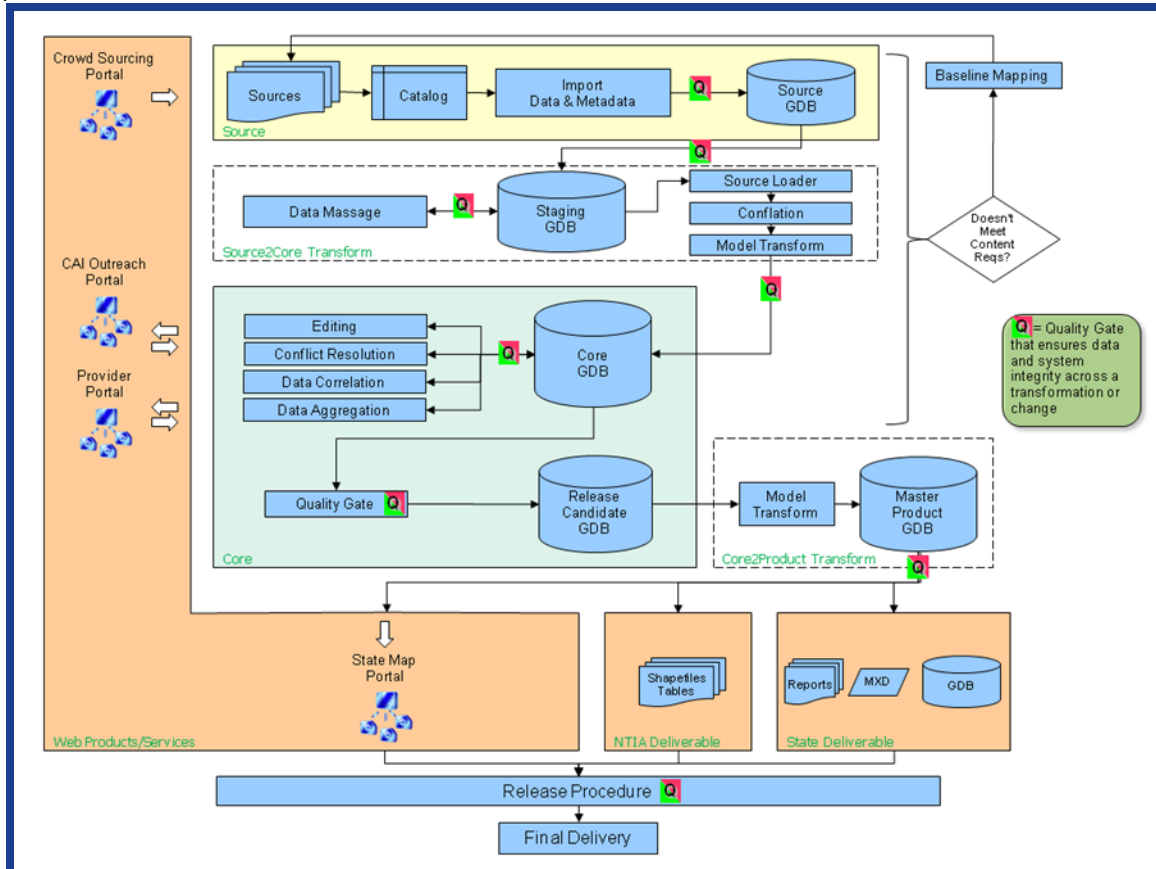 Crowd Sourcing
Portal
Sources
Catalog
Import
Data & Metadata
Q
Source
GDB
Source
Baseline Mapping
Q
Data Massage
Q
Staging
GDB
Source Loader
Conflation
Model Transform
Source2Core Transform
Doesn't
Meet
Content
Reqs?
CAI Outreach
Portal
Q
Provider
Portal
Editing
Conflict Resolution
Data Correlation
Data Aggregation
Q
Core
GDB
Q = Quality Gate
that ensures data
and system
integrity across a
transformation or
change
Quality Gate Q
Release
Candidate
GDB
Core
Model
Transform
Master
Product
GDB
Core2Product Transform
Q
State Map
Portal
Web Products/Services
Shapefiles
Tables
NTIA Deliverable
Reports
MXD
GDB
State Deliverable
Release Procedure Q
Final Delivery